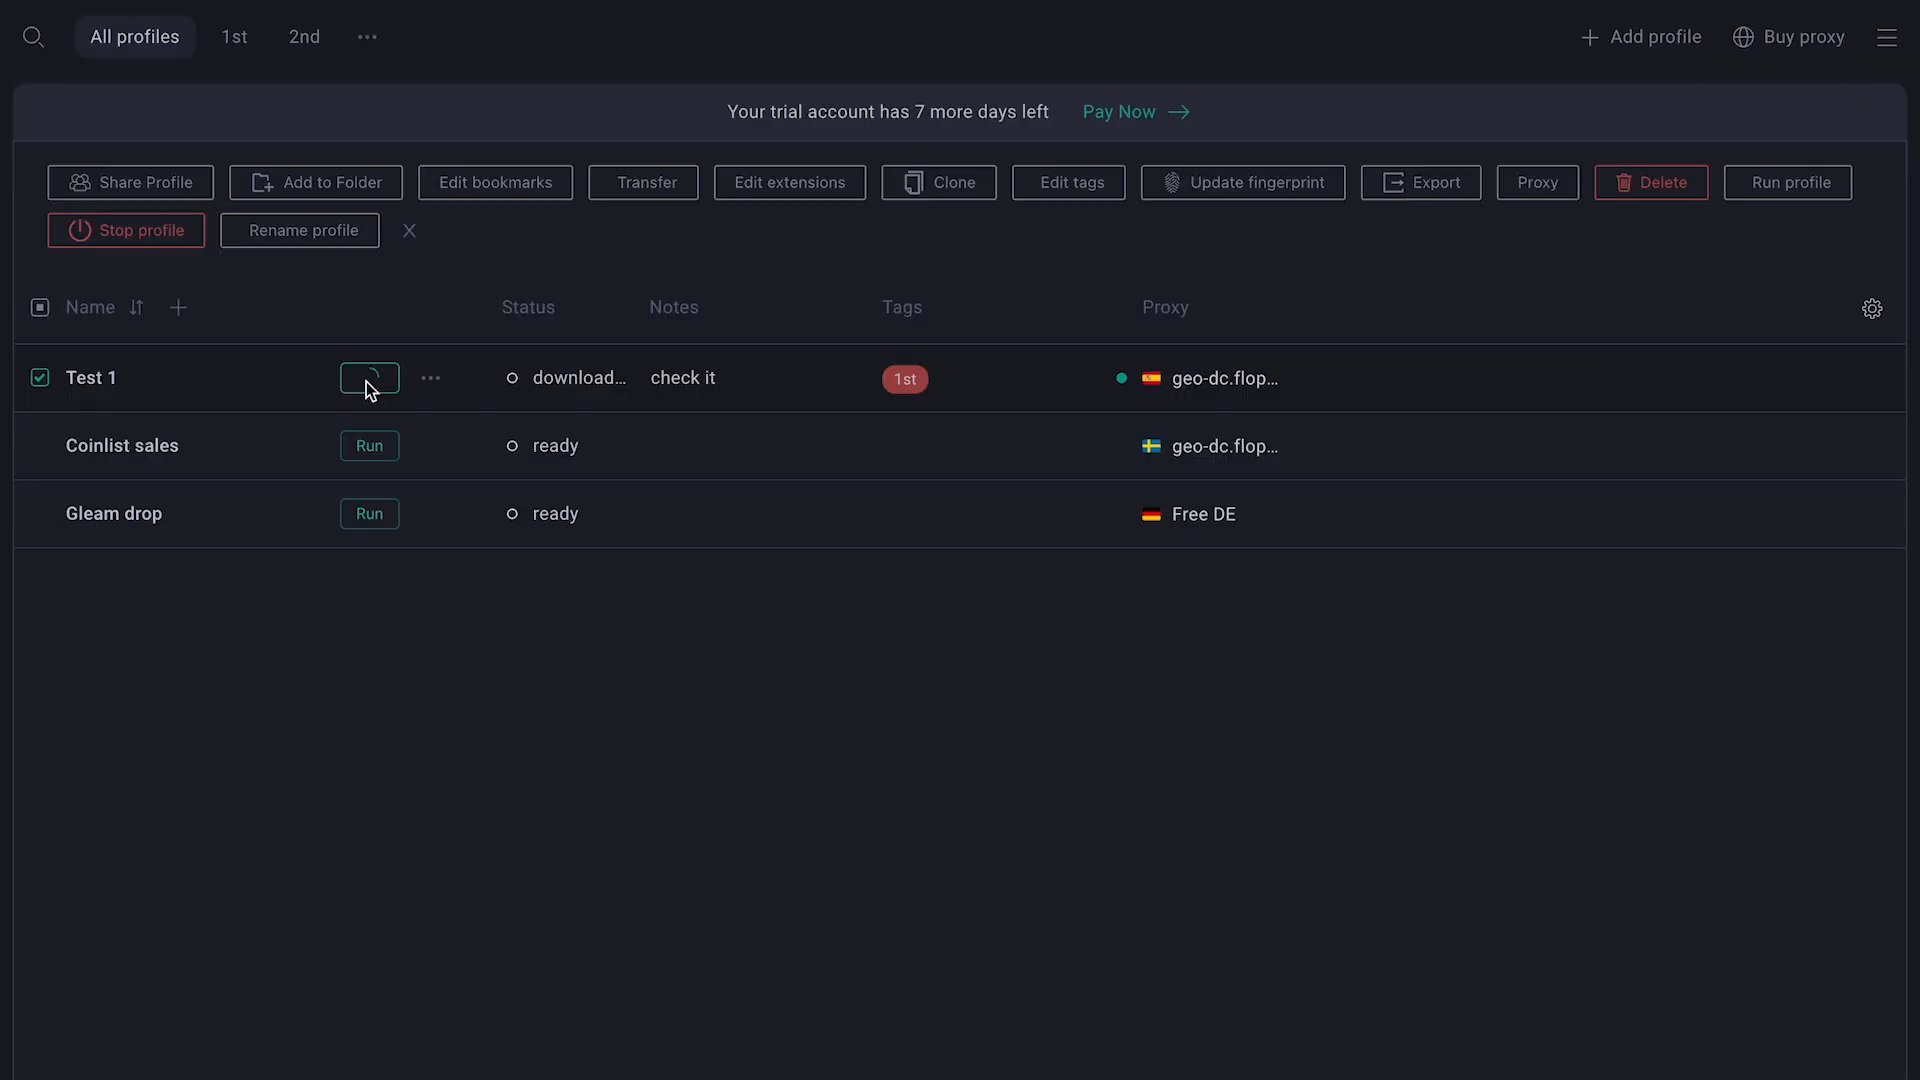 All profiles 1st 2nd ••• Add profile Buy proxy
Your trial account has 7 more days left Pay Now →
Share Profile Add to Folder Edit bookmarks Transfer Edit extensions Clone Edit tags Update fingerprint Export Proxy Delete Run profile
Stop profile Rename profile X
Name Status Notes Tags Proxy
Test 1 ••• download... check it 1st geo-dc.flop...
Coinlist sales Run ready geo-dc.flop...
Gleam drop Run ready Free DE